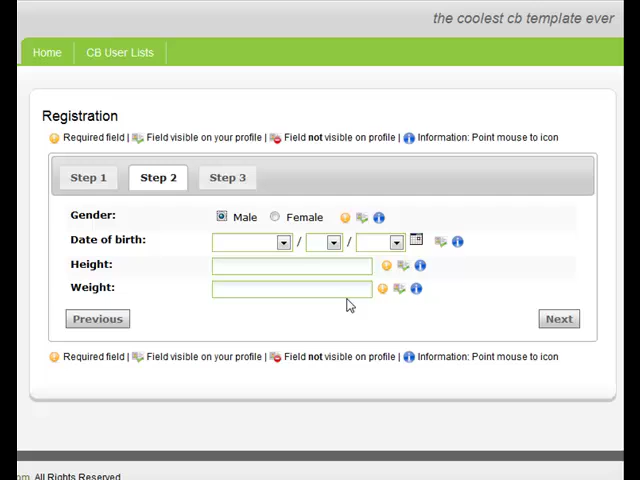 the coolest cb template ever
Home CB User Lists
Registration
Required field | Field visible on your profile | Field not visible on profile | Information: Point mouse to icon
Step 1 Step 2 Step 3
Gender: Male Female
Date of birth: / /
Height:
Weight:
Previous Next
Required field | Field visible on your profile | Field not visible on profile | Information: Point mouse to icon
om. All Rights Reserved